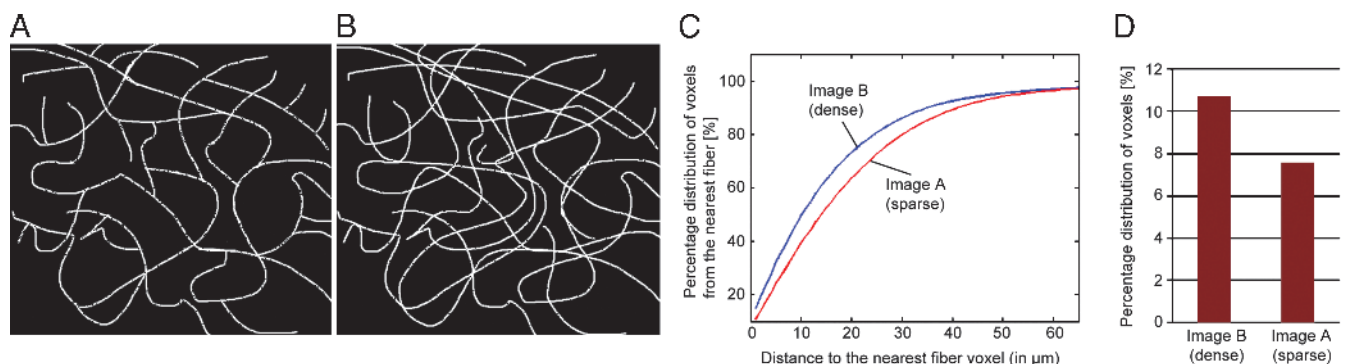 A
B
C
D
Percentage distribution of voxels
from the nearest fiber [%]
100
80
60
40
20
Image B
(dense)
Image A
(sparse)
0
10
20
30
40
60
Distance to the nearest fiber voxel (in µm)
Percentage distribution of voxels [%]
12
10
8
6
4
2
0
Image B
(dense)
Image A
(sparse)